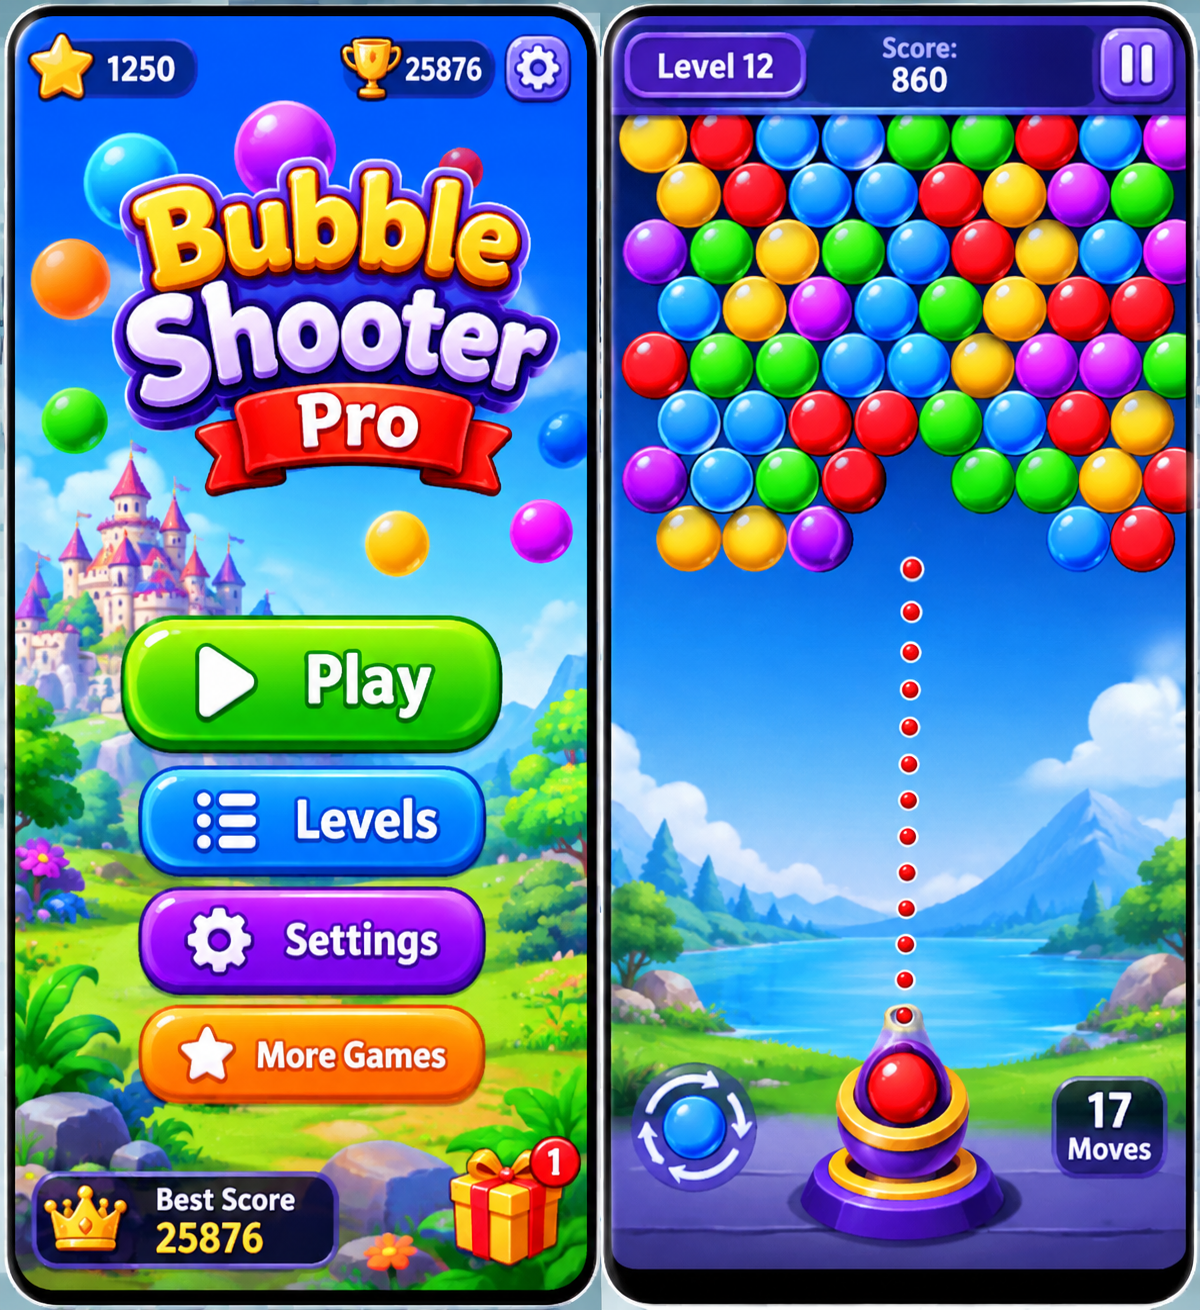 1250
25876
Bubble
Shooter
Pro
Play
Levels
Settings
More Games
Best Score
25876
1
Level 12
Score:
860
17
Moves